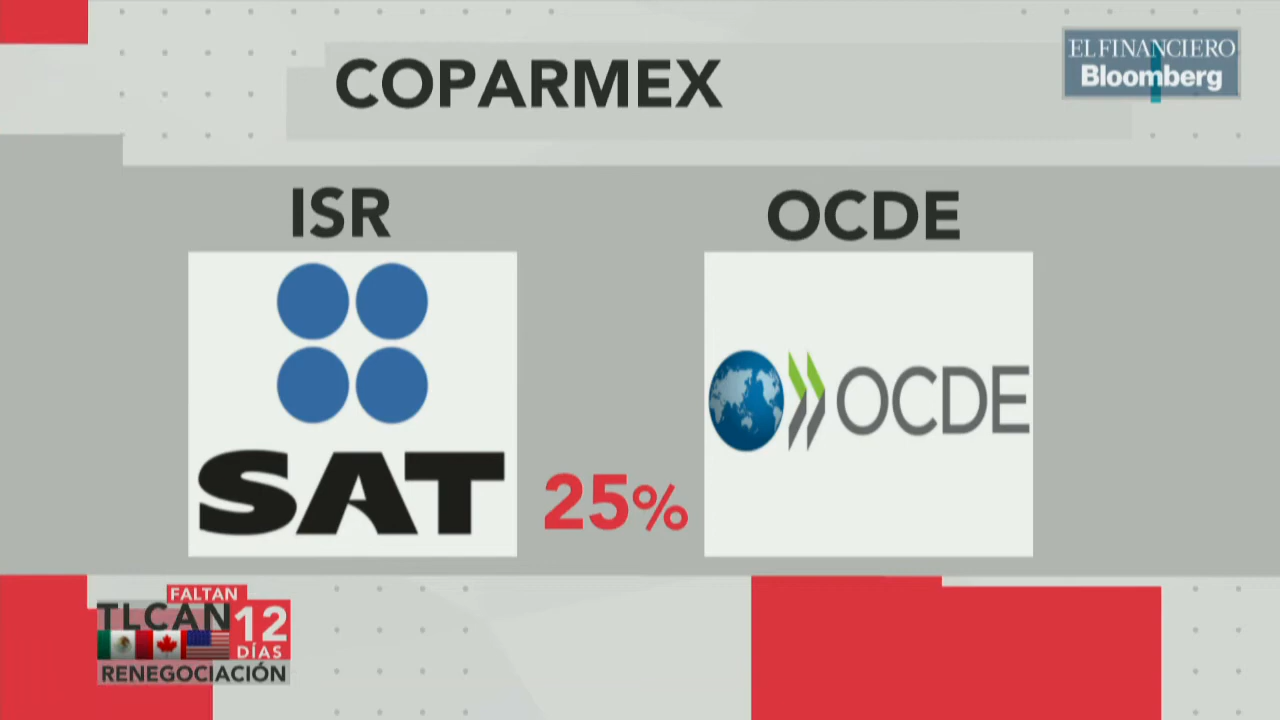 COPARMEX
EL FINANCIERO
Bloomberg
ISR
OCDE
SAT
OCDE
25%
FALTAN
TLCAN 12
DÍAS
RENEGOCIACIÓN